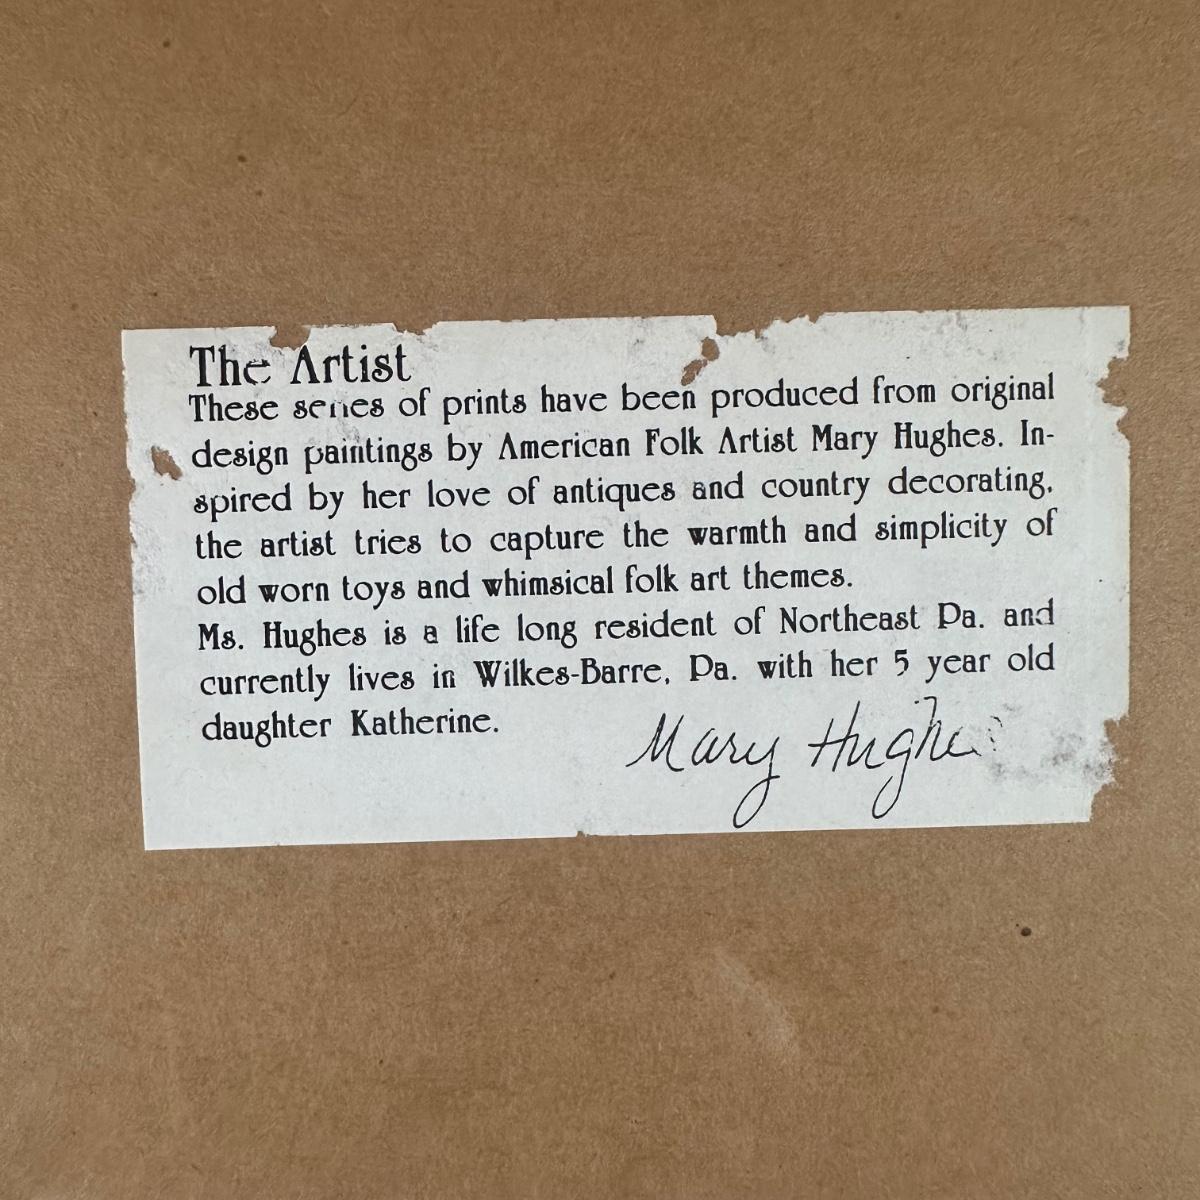 The Artist
These series of prints have been produced from original
design paintings by American Folk Artist Mary Hughes. In-
spired by her love of antiques and country decorating,
the artist tries to capture the warmth and simplicity of
old worn toys and whimsical folk art themes.
Ms. Hughes is a life long resident of Northeast Pa. and
currently lives in Wilkes-Barre, Pa. with her 5 year old
daughter Katherine.
Mary Hughes